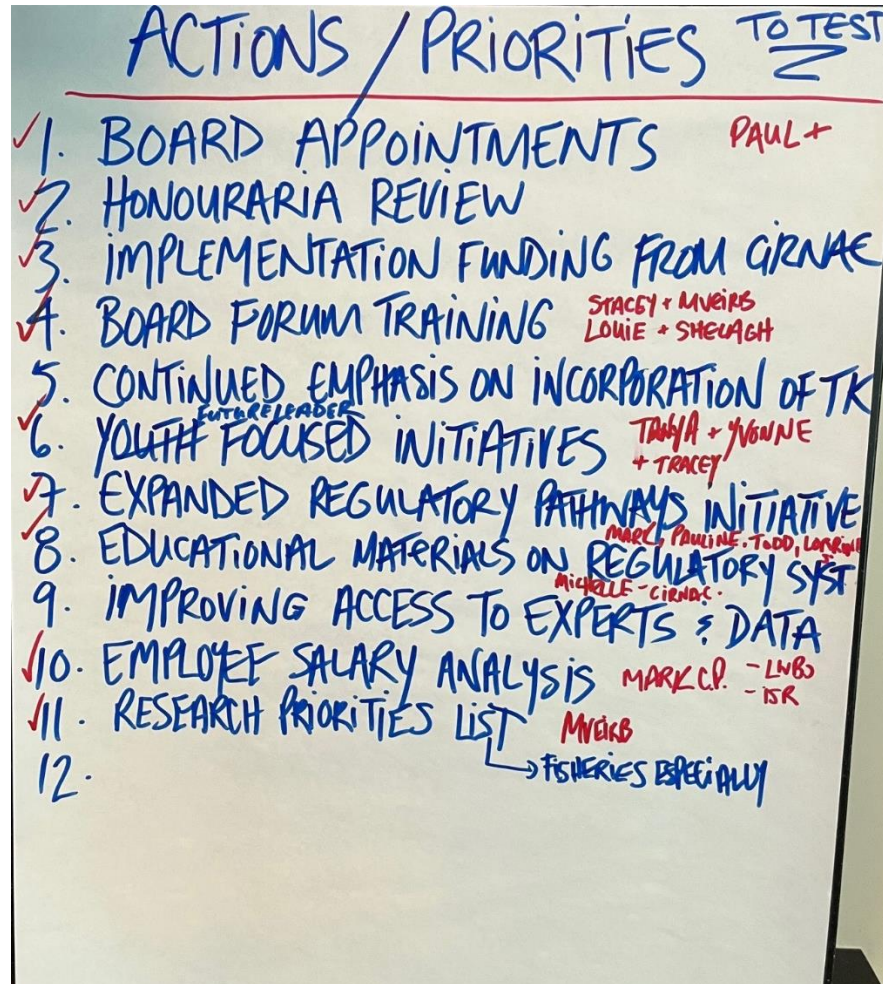 ACTIONS / PRIORITIES TO TEST
✓1. BOARD APPOINTMENTS PAUL +
✓2. HONOURARIA REVIEW
✓3. IMPLEMENTATION FUNDING FROM CIRNAC
✓4. BOARD FORUM TRAINING STACEY + MVEIRB
LOUIE + SHELAGH
5. CONTINUED EMPHASIS ON INCORPORATION OF TK
FUTURE LEADER
✓6. YOUTH FOCUSED INITIATIVES TANYA + YVONNE
+ TRACEY
✓7. EXPANDED REGULATORY PATHWAYS INITIATIVE
MARC, PAULINE, TODD,
✓8. EDUCATIONAL MATERIALS ON REGULATORY SYST
MICHELLE - CIRNAC.
9. IMPROVING ACCESS TO EXPERTS & DATA
✓10. EMPLOYEE SALARY ANALYSIS MARK C.P. - LWBs
- ISR
✓11. RESEARCH PRIORITIES LIST MVEIRB
→ FISHERIES ESPECIALLY
12.